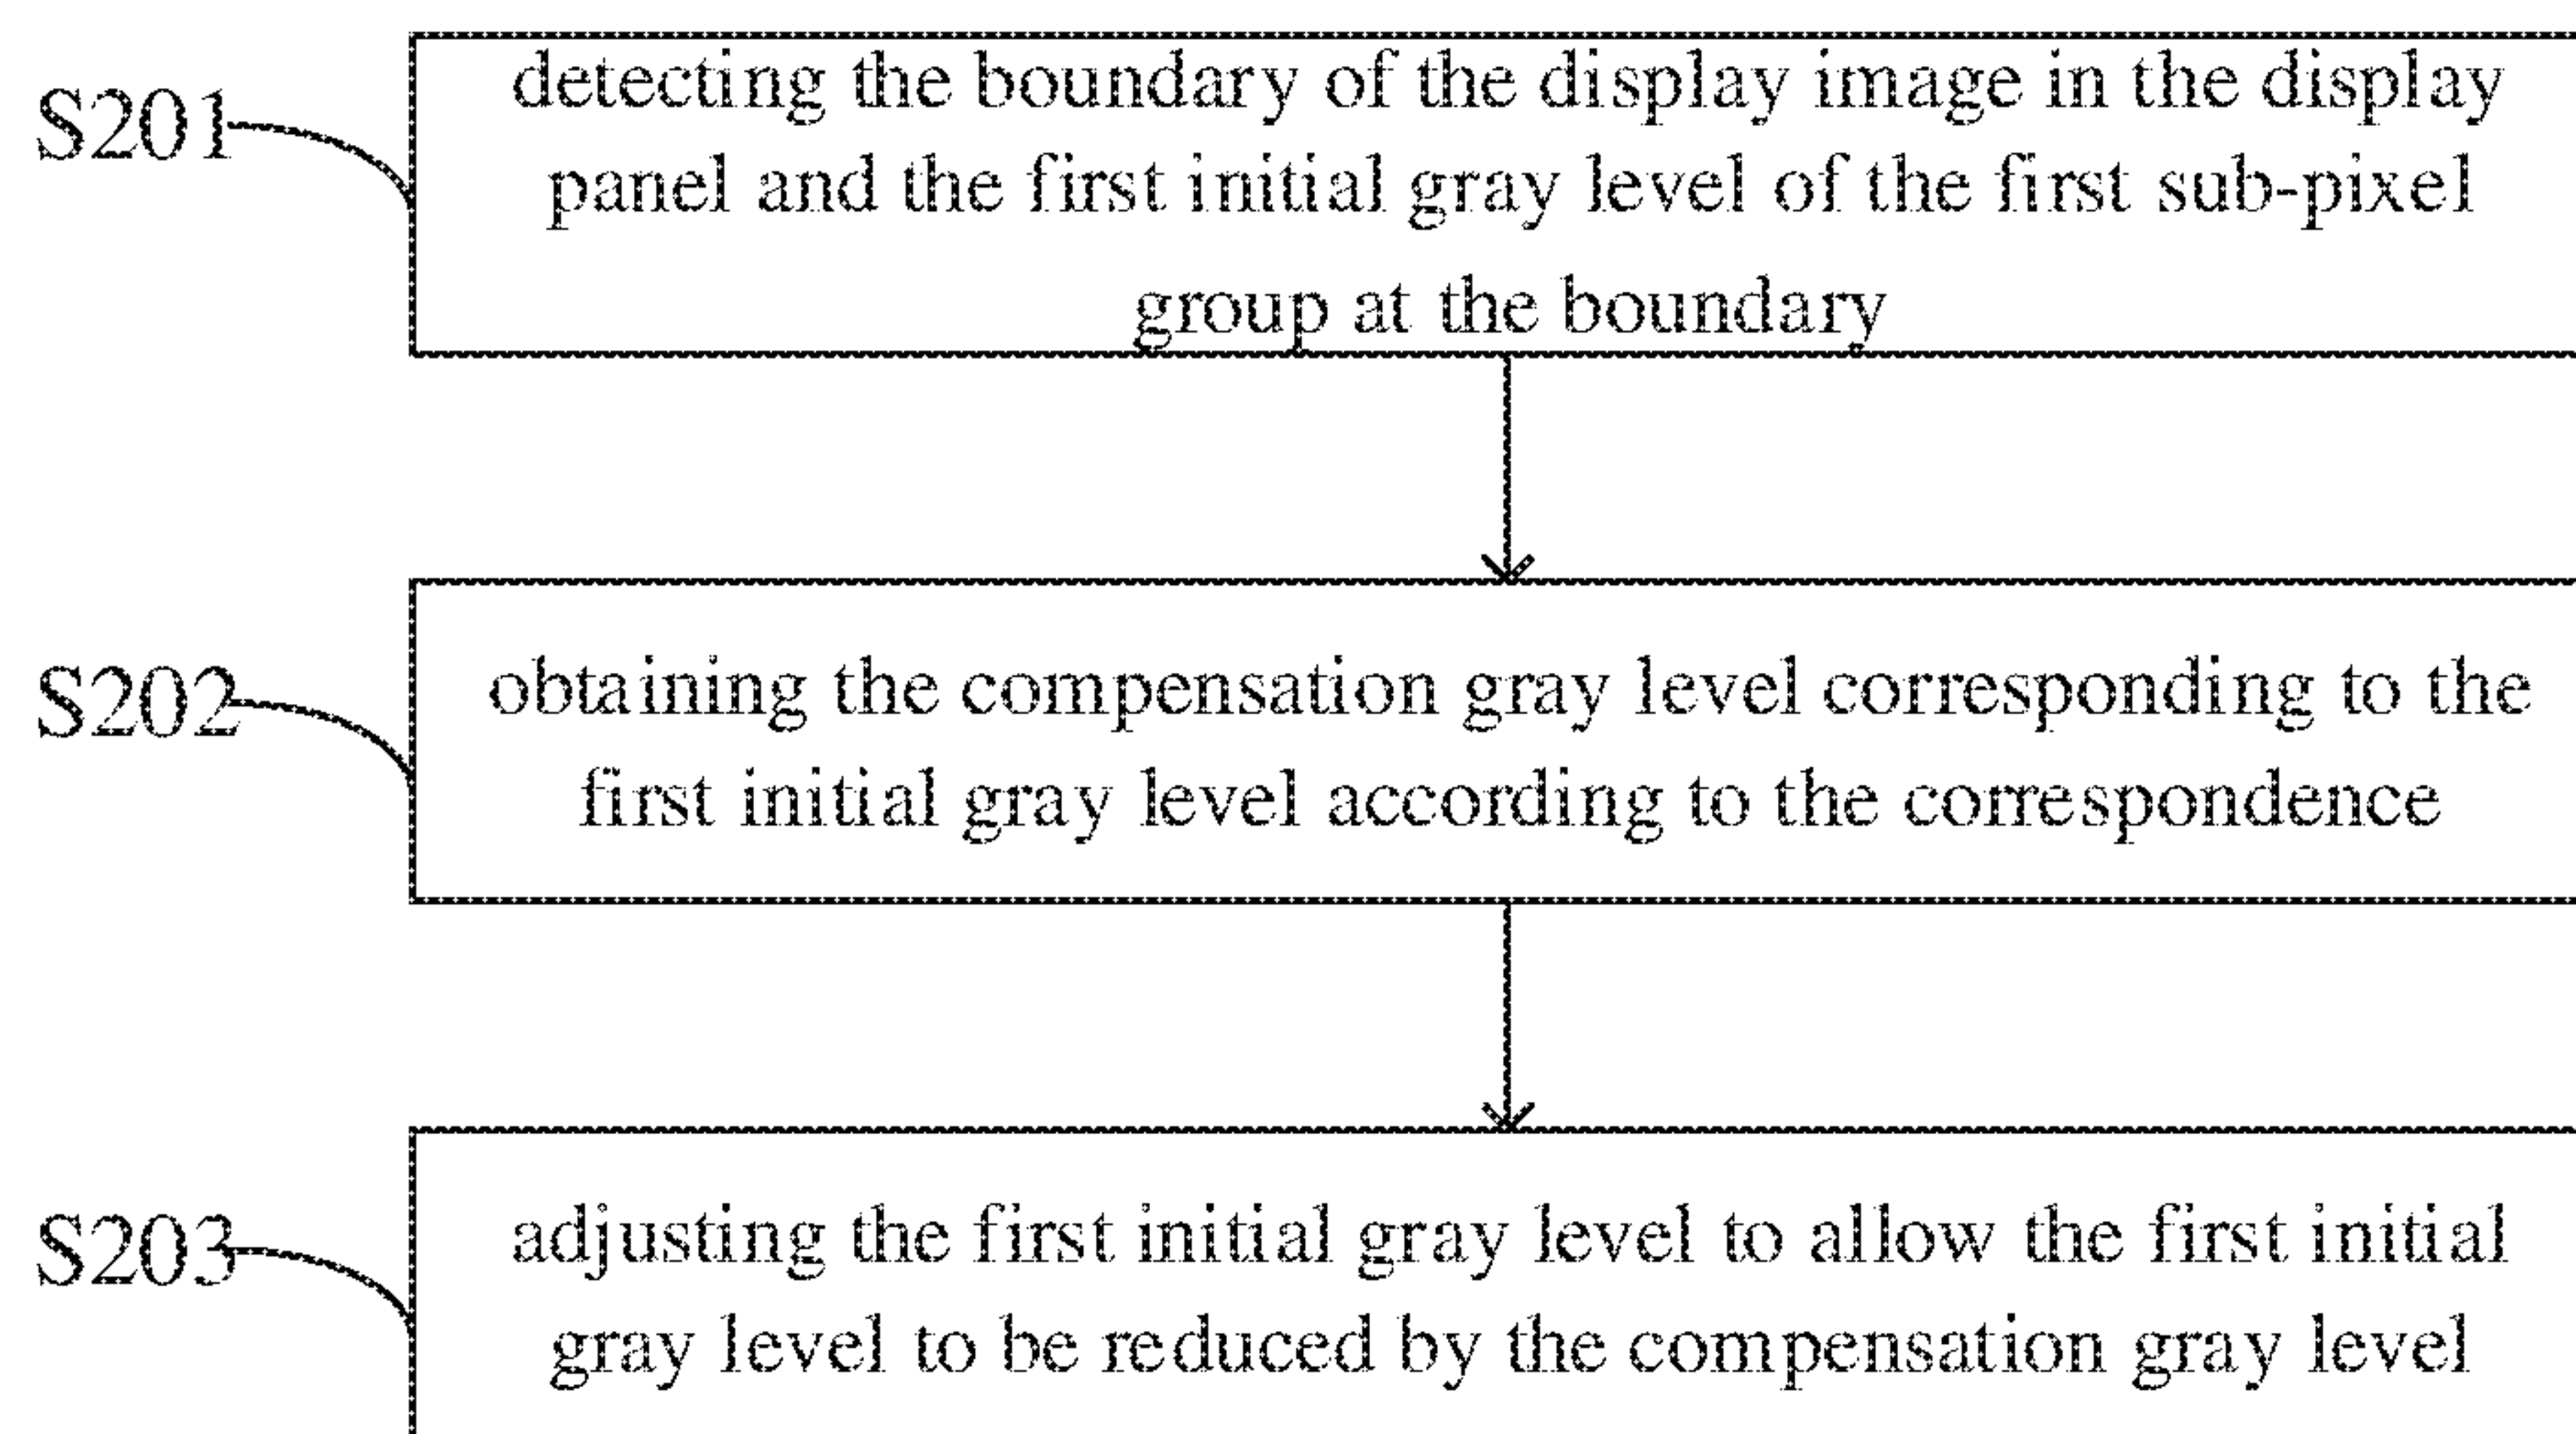 S201
detecting the boundary of the display image in the display
panel and the first initial gray level of the first sub-pixel
group at the boundary
S202
obtaining the compensation gray level corresponding to the
first initial gray level according to the correspondence
S203
adjusting the first initial gray level to allow the first initial
gray level to be reduced by the compensation gray level